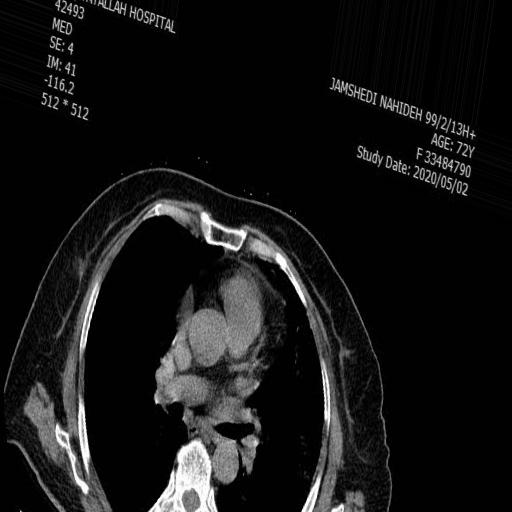 HOSPITAL
42493
MED
SE: 4
IM: 41
-116.2
512 * 512
JAMSHEDI NAHIDEH 99/2/13H+
AGE: 72Y
F 33484790
Study Date: 2020/05/02